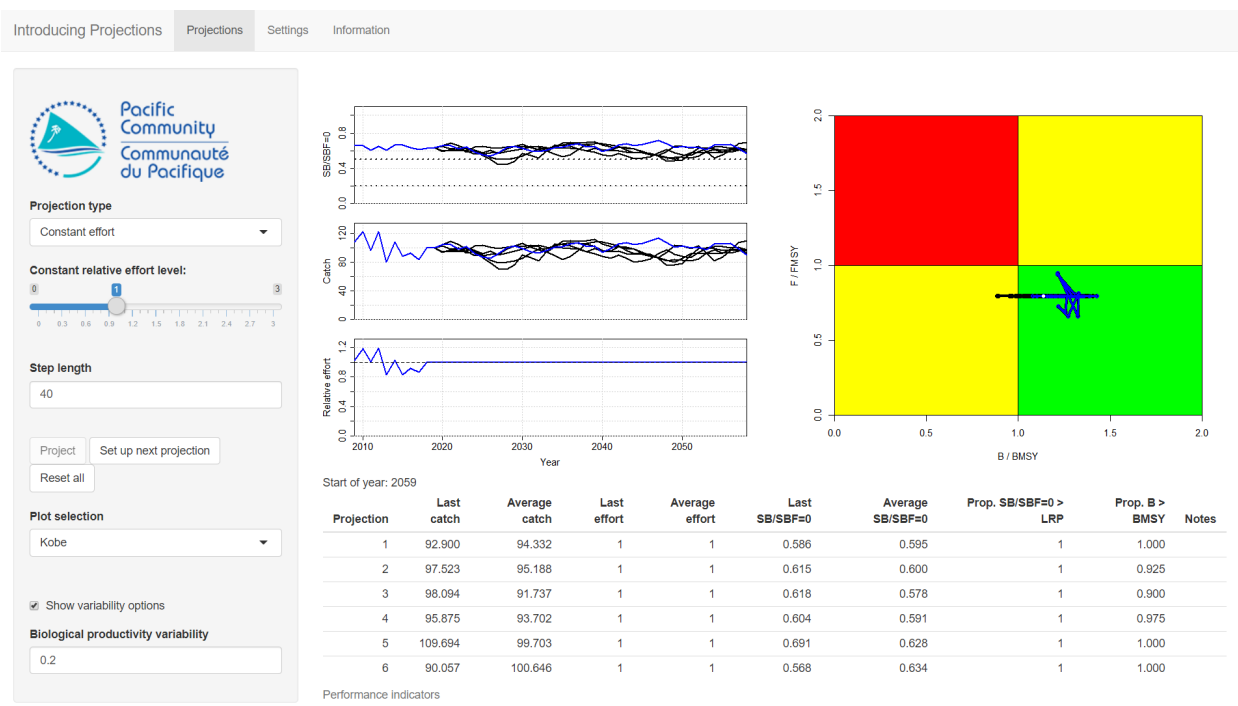 Introducing Projections Projections Settings Information
Pacific
Community
Communauté
du Pacifique
Projection type
Constant effort
Constant relative effort level:
0 1 3
0 0.3 0.6 0.9 1.2 1.5 1.8 2.1 2.4 2.7 3
Step length
40
Project Set up next projection
Reset all
Plot selection
Kobe
Show variability options
Biological productivity variability
0.2
SB/SBF=0
0.0 0.4 0.8
Catch
0 40 80 120
Relative effort
0.0 0.4 0.8 1.2
2010 2020 2030 2040 2050
Year
F / FMSY
0.0 0.5 1.0 1.5 2.0
0.0 0.5 1.0 1.5 2.0
B / BMSY
Start of year: 2059
Projection Last catch Average catch Last effort Average effort Last SB/SBF=0 Average SB/SBF=0 Prop. SB/SBF=0 > LRP Prop. B > BMSY Notes
1 92.900 94.332 1 1 0.586 0.595 1 1.000
2 97.523 95.188 1 1 0.615 0.600 1 0.925
3 98.094 91.737 1 1 0.618 0.578 1 0.900
4 95.875 93.702 1 1 0.604 0.591 1 0.975
5 109.694 99.703 1 1 0.691 0.628 1 1.000
6 90.057 100.646 1 1 0.568 0.634 1 1.000
Performance indicators